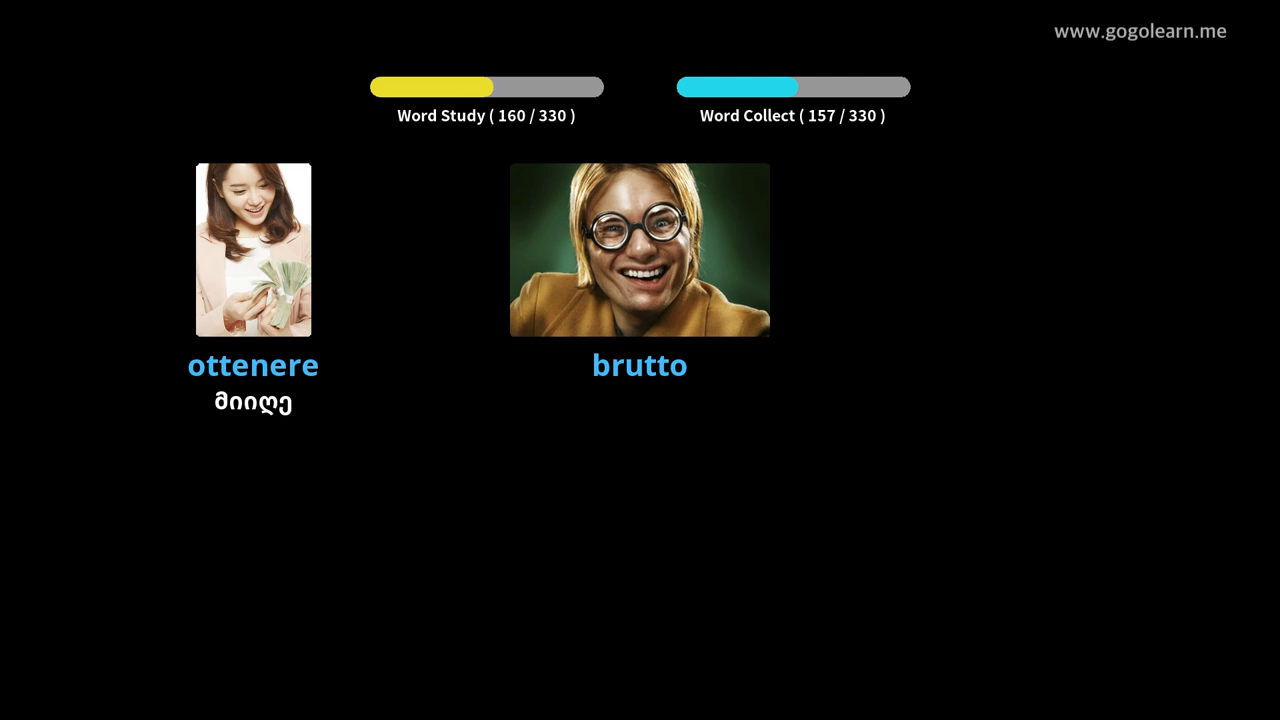 www.gogolearn.me
Word Study ( 160 / 330 )
Word Collect ( 157 / 330 )
ottenere
მიიღე
brutto